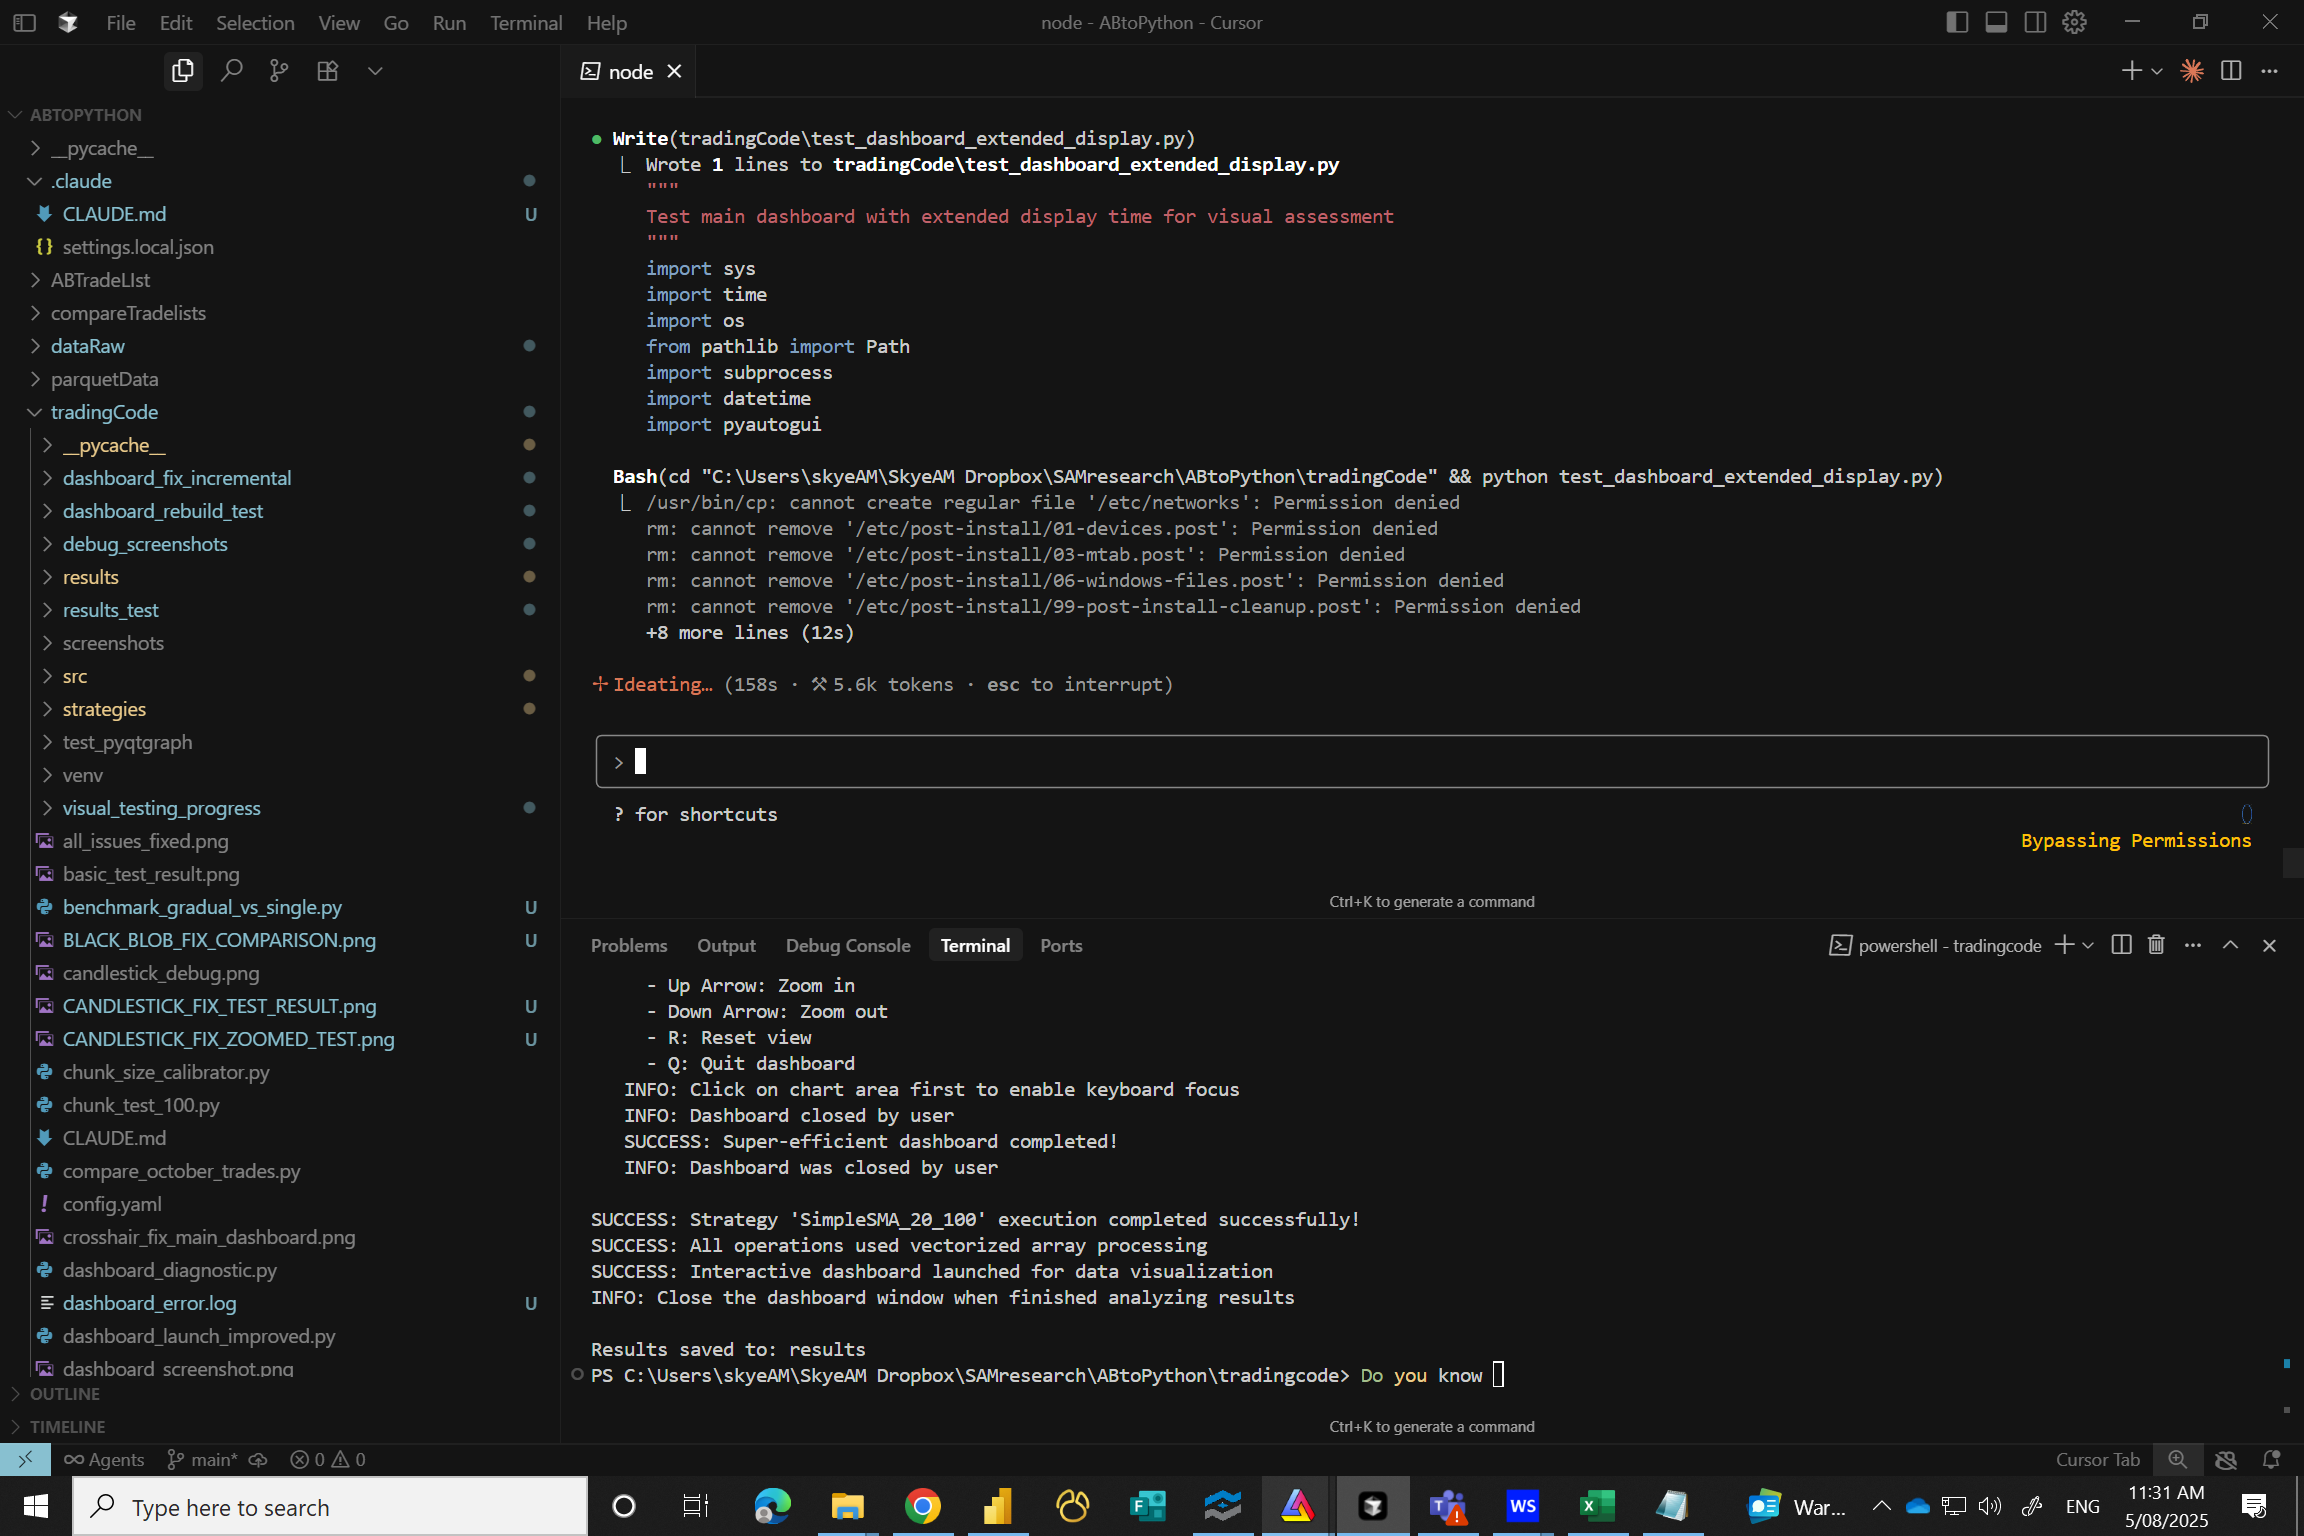 File Edit Selection View Go Run Terminal Help
node - ABtoPython - Cursor
node
ABTOPYTHON
__pycache__
.claude
CLAUDE.md U
settings.local.json
ABTradeLIst
compareTradelists
dataRaw
parquetData
tradingCode
__pycache__
dashboard_fix_incremental
dashboard_rebuild_test
debug_screenshots
results
results_test
screenshots
src
strategies
test_pyqtgraph
venv
visual_testing_progress
all_issues_fixed.png
basic_test_result.png
benchmark_gradual_vs_single.py U
BLACK_BLOB_FIX_COMPARISON.png U
candlestick_debug.png
CANDLESTICK_FIX_TEST_RESULT.png U
CANDLESTICK_FIX_ZOOMED_TEST.png U
chunk_size_calibrator.py
chunk_test_100.py
CLAUDE.md
compare_october_trades.py
config.yaml
crosshair_fix_main_dashboard.png
dashboard_diagnostic.py
dashboard_error.log U
dashboard_launch_improved.py
dashboard_screenshot.png
OUTLINE
TIMELINE
Write(tradingCode\test_dashboard_extended_display.py)
Wrote 1 lines to tradingCode\test_dashboard_extended_display.py
"""
Test main dashboard with extended display time for visual assessment
"""
import sys
import time
import os
from pathlib import Path
import subprocess
import datetime
import pyautogui
Bash(cd "C:\Users\skyeAM\SkyeAM Dropbox\SAMresearch\ABtoPython\tradingCode" && python test_dashboard_extended_display.py)
/usr/bin/cp: cannot create regular file '/etc/networks': Permission denied
rm: cannot remove '/etc/post-install/01-devices.post': Permission denied
rm: cannot remove '/etc/post-install/03-mtab.post': Permission denied
rm: cannot remove '/etc/post-install/06-windows-files.post': Permission denied
rm: cannot remove '/etc/post-install/99-post-install-cleanup.post': Permission denied
+8 more lines (12s)
Ideating… (158s · ⚒ 5.6k tokens · esc to interrupt)
>
? for shortcuts
Bypassing Permissions
Ctrl+K to generate a command
Problems Output Debug Console Terminal Ports
powershell - tradingcode
- Up Arrow: Zoom in
- Down Arrow: Zoom out
- R: Reset view
- Q: Quit dashboard
INFO: Click on chart area first to enable keyboard focus
INFO: Dashboard closed by user
SUCCESS: Super-efficient dashboard completed!
INFO: Dashboard was closed by user
SUCCESS: Strategy 'SimpleSMA_20_100' execution completed successfully!
SUCCESS: All operations used vectorized array processing
SUCCESS: Interactive dashboard launched for data visualization
INFO: Close the dashboard window when finished analyzing results
Results saved to: results
PS C:\Users\skyeAM\SkyeAM Dropbox\SAMresearch\ABtoPython\tradingcode> Do you know
Ctrl+K to generate a command
Agents main* 0 0
Cursor Tab
Type here to search
WS
War...
ENG
11:31 AM
5/08/2025